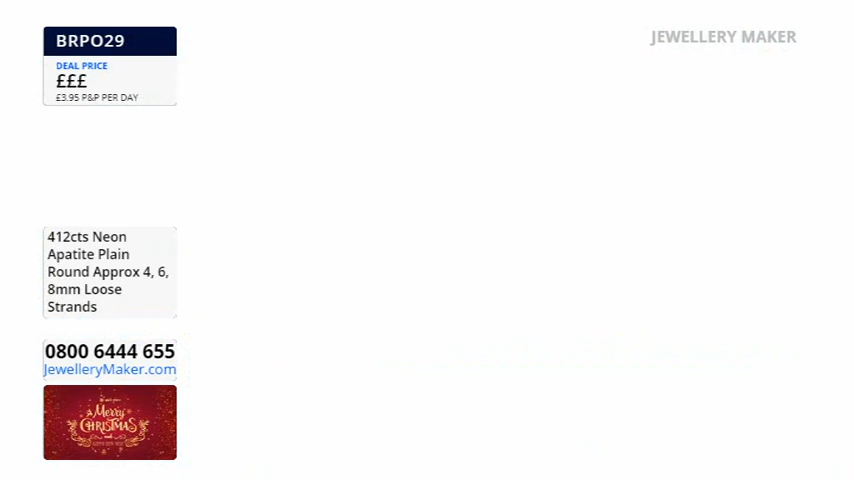 BRPO29
JEWELLERY MAKER
DEAL PRICE
£££
£3.95 P&P PER DAY
412cts Neon
Apatite Plain
Round Approx 4, 6,
8mm Loose
Strands
0800 6444 655
JewelleryMaker.com
Merry
CHRISTMAS